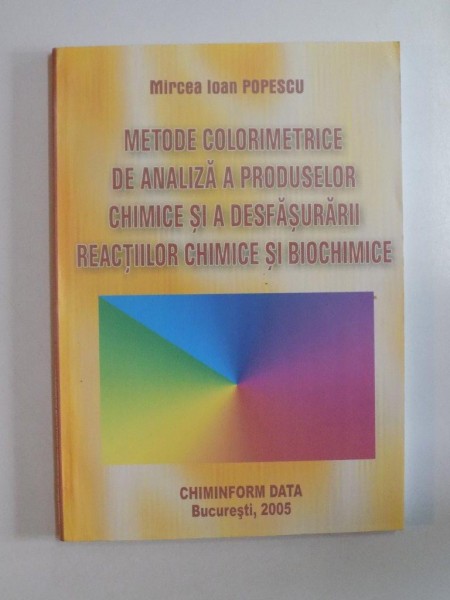 Mircea Ioan POPESCU
METODE COLORIMETRICE
DE ANALIZĂ A PRODUSELOR
CHIMICE ȘI A DESFĂȘURĂRII
REACȚIILOR CHIMICE ȘI BIOCHIMICE
CHIMINFORM DATA
București, 2005